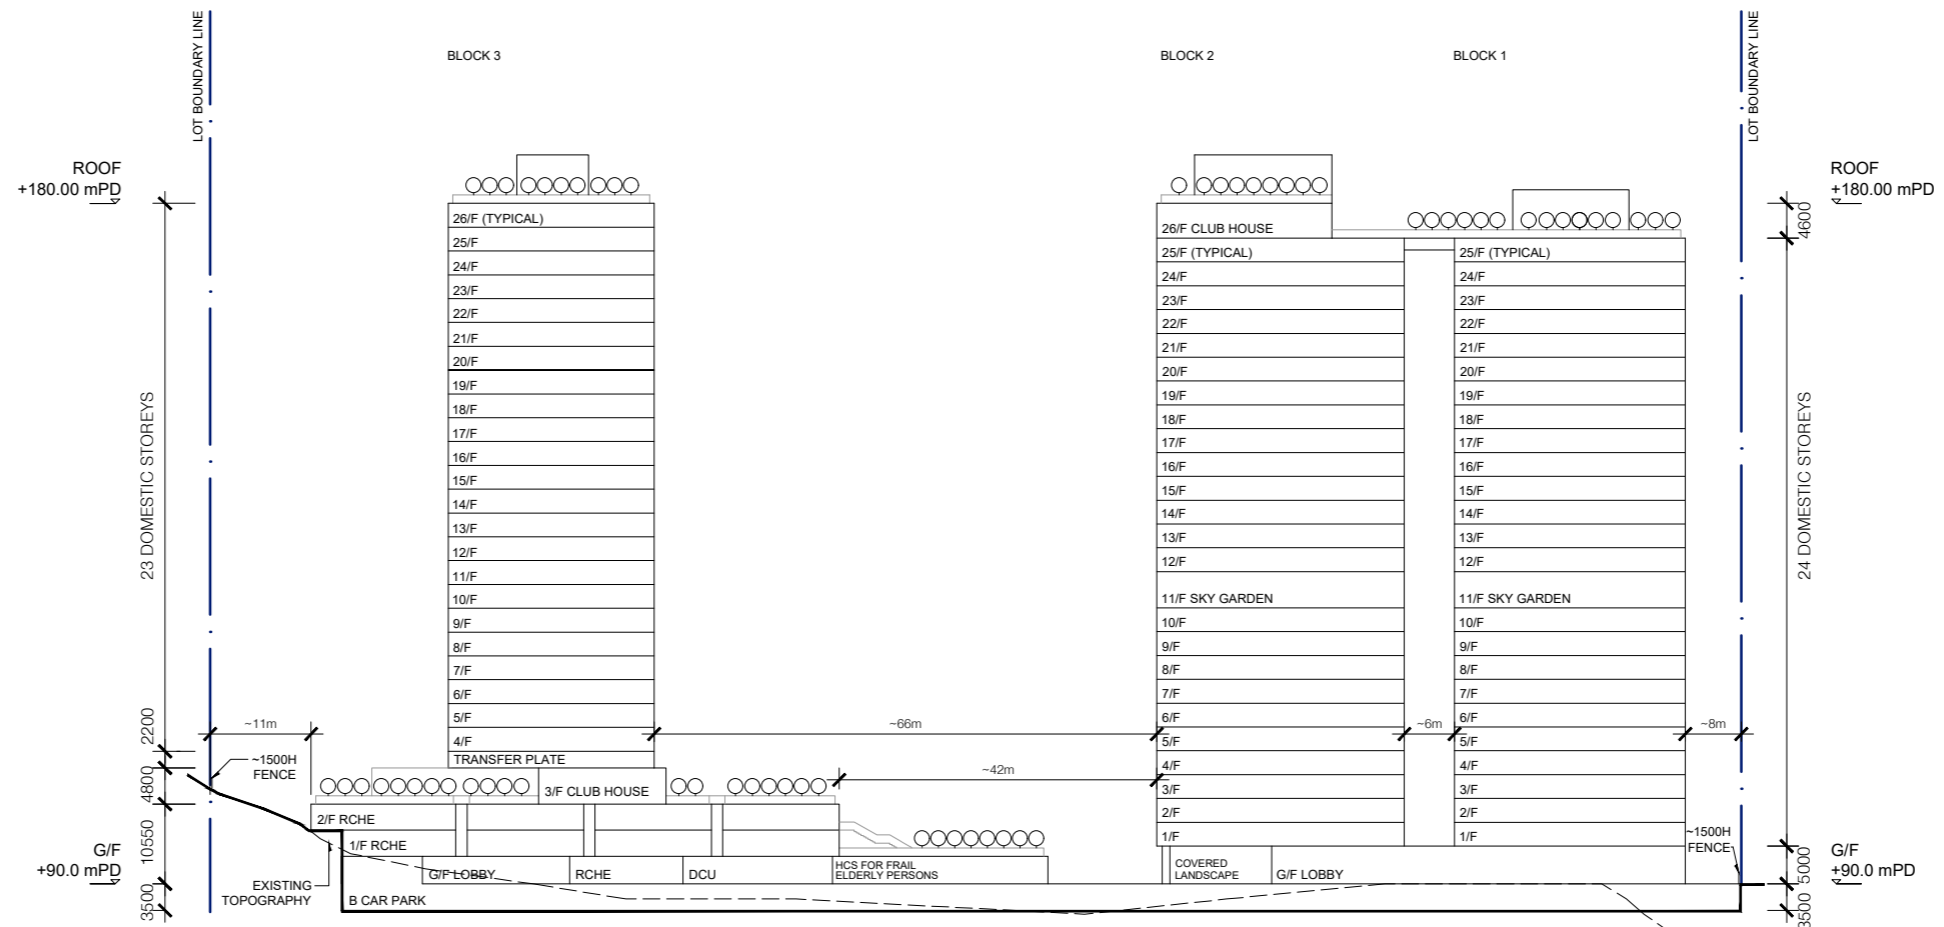 LOT BOUNDARY LINE
BLOCK 3
BLOCK 2
BLOCK 1
LOT BOUNDARY LINE
ROOF
+180.00 mPD
ROOF
+180.00 mPD
23 DOMESTIC STOREYS
2200
4800
10550
3500
G/F
+90.0 mPD
26/F (TYPICAL)
25/F
24/F
23/F
22/F
21/F
20/F
19/F
18/F
17/F
16/F
15/F
14/F
13/F
12/F
11/F
10/F
9/F
8/F
7/F
6/F
5/F
4/F
TRANSFER PLATE
3/F CLUB HOUSE
2/F RCHE
1/F RCHE
G/F LOBBY
RCHE
DCU
HCS FOR FRAIL
ELDERLY PERSONS
B CAR PARK
~11m
~1500H
FENCE
EXISTING
TOPOGRAPHY
~66m
~42m
26/F CLUB HOUSE
25/F (TYPICAL)
24/F
23/F
22/F
21/F
20/F
19/F
18/F
17/F
16/F
15/F
14/F
13/F
12/F
11/F SKY GARDEN
10/F
9/F
8/F
7/F
6/F
5/F
4/F
3/F
2/F
1/F
COVERED
LANDSCAPE
G/F LOBBY
~6m
25/F (TYPICAL)
24/F
23/F
22/F
21/F
20/F
19/F
18/F
17/F
16/F
15/F
14/F
13/F
12/F
11/F SKY GARDEN
10/F
9/F
8/F
7/F
6/F
5/F
4/F
3/F
2/F
1/F
~8m
~1500H
FENCE
4600
24 DOMESTIC STOREYS
5000
3500
G/F
+90.0 mPD